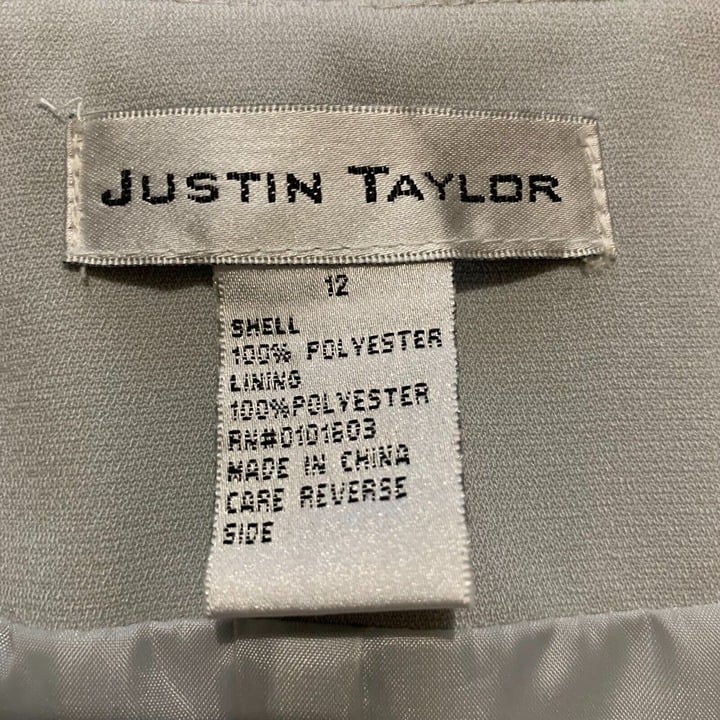 JUSTIN TAYLOR
12
SHELL
100% POLYESTER
LINING
100%POLYESTER
RN#0101803
MADE IN CHINA
CARE REVERSE
SIDE